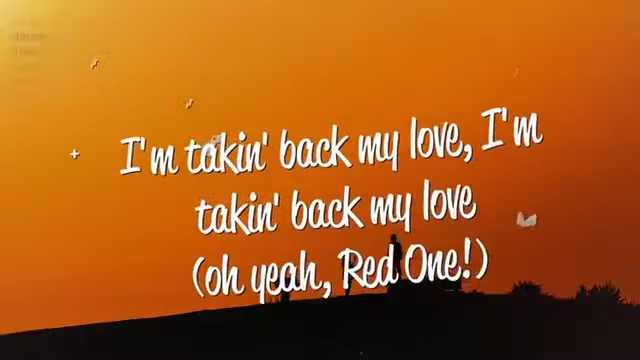 I'm takin' back my love, I'm
takin' back my love
(oh yeah, Red One!)